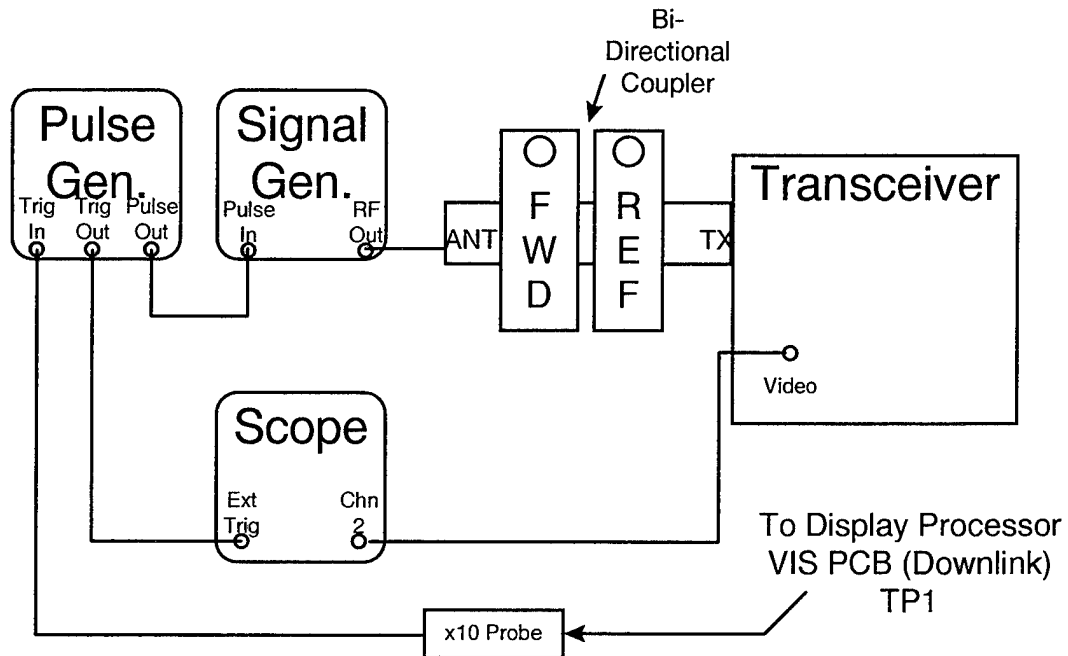 Bi-
Directional
Coupler
Pulse
Gen.
Trig
In
Trig
Out
Pulse
Out
Signal
Gen.
Pulse
In
RF
Out
ANT
F
W
D
R
E
F
TX
Transceiver
Video
Scope
Ext
Trig
Chn
2
To Display Processor
VIS PCB (Downlink)
TP1
x10 Probe